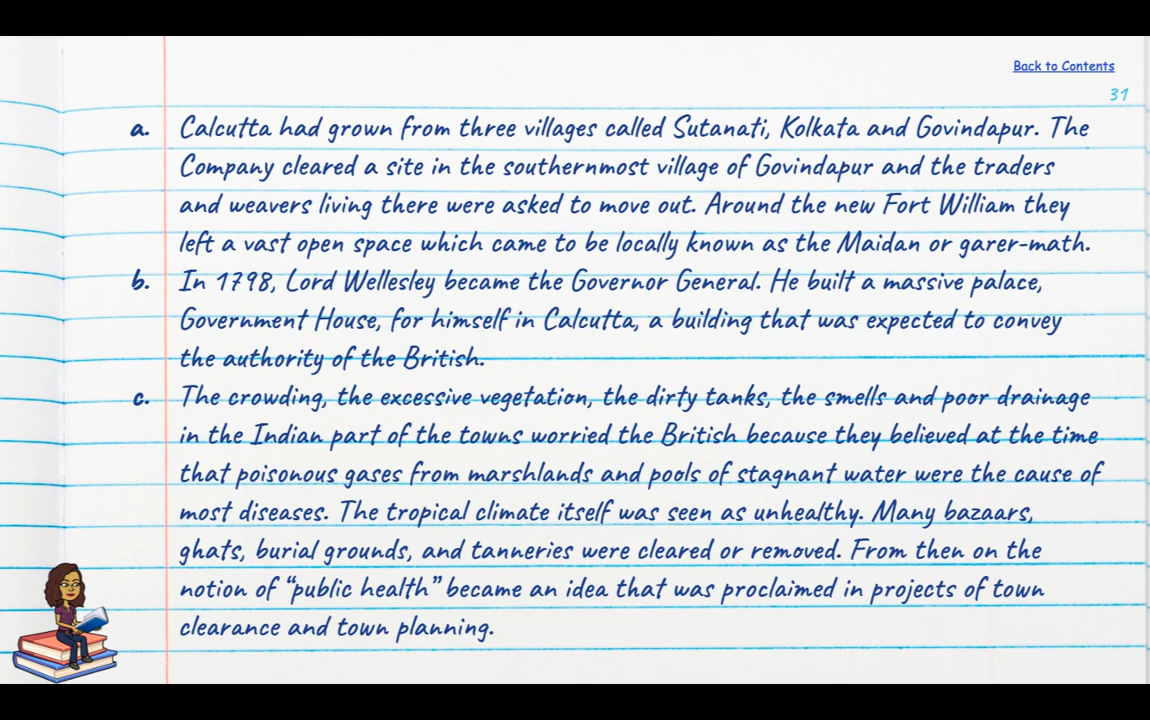 Back to Contents
31
a. Calcutta had grown from three villages called Sutanati, Kolkata and Govindapur. The
Company cleared a site in the southernmost village of Govindapur and the traders
and weavers living there were asked to move out. Around the new Fort William they
left a vast open space which came to be locally known as the Maidan or garer-math.
b. In 1798, Lord Wellesley became the Governor General. He built a massive palace,
Government House, for himself in Calcutta, a building that was expected to convey
the authority of the British.
c. The crowding, the excessive vegetation, the dirty tanks, the smells and poor drainage
in the Indian part of the towns worried the British because they believed at the time
that poisonous gases from marshlands and pools of stagnant water were the cause of
most diseases. The tropical climate itself was seen as unhealthy. Many bazaars,
ghats, burial grounds, and tanneries were cleared or removed. From then on the
notion of “public health” became an idea that was proclaimed in projects of town
clearance and town planning.